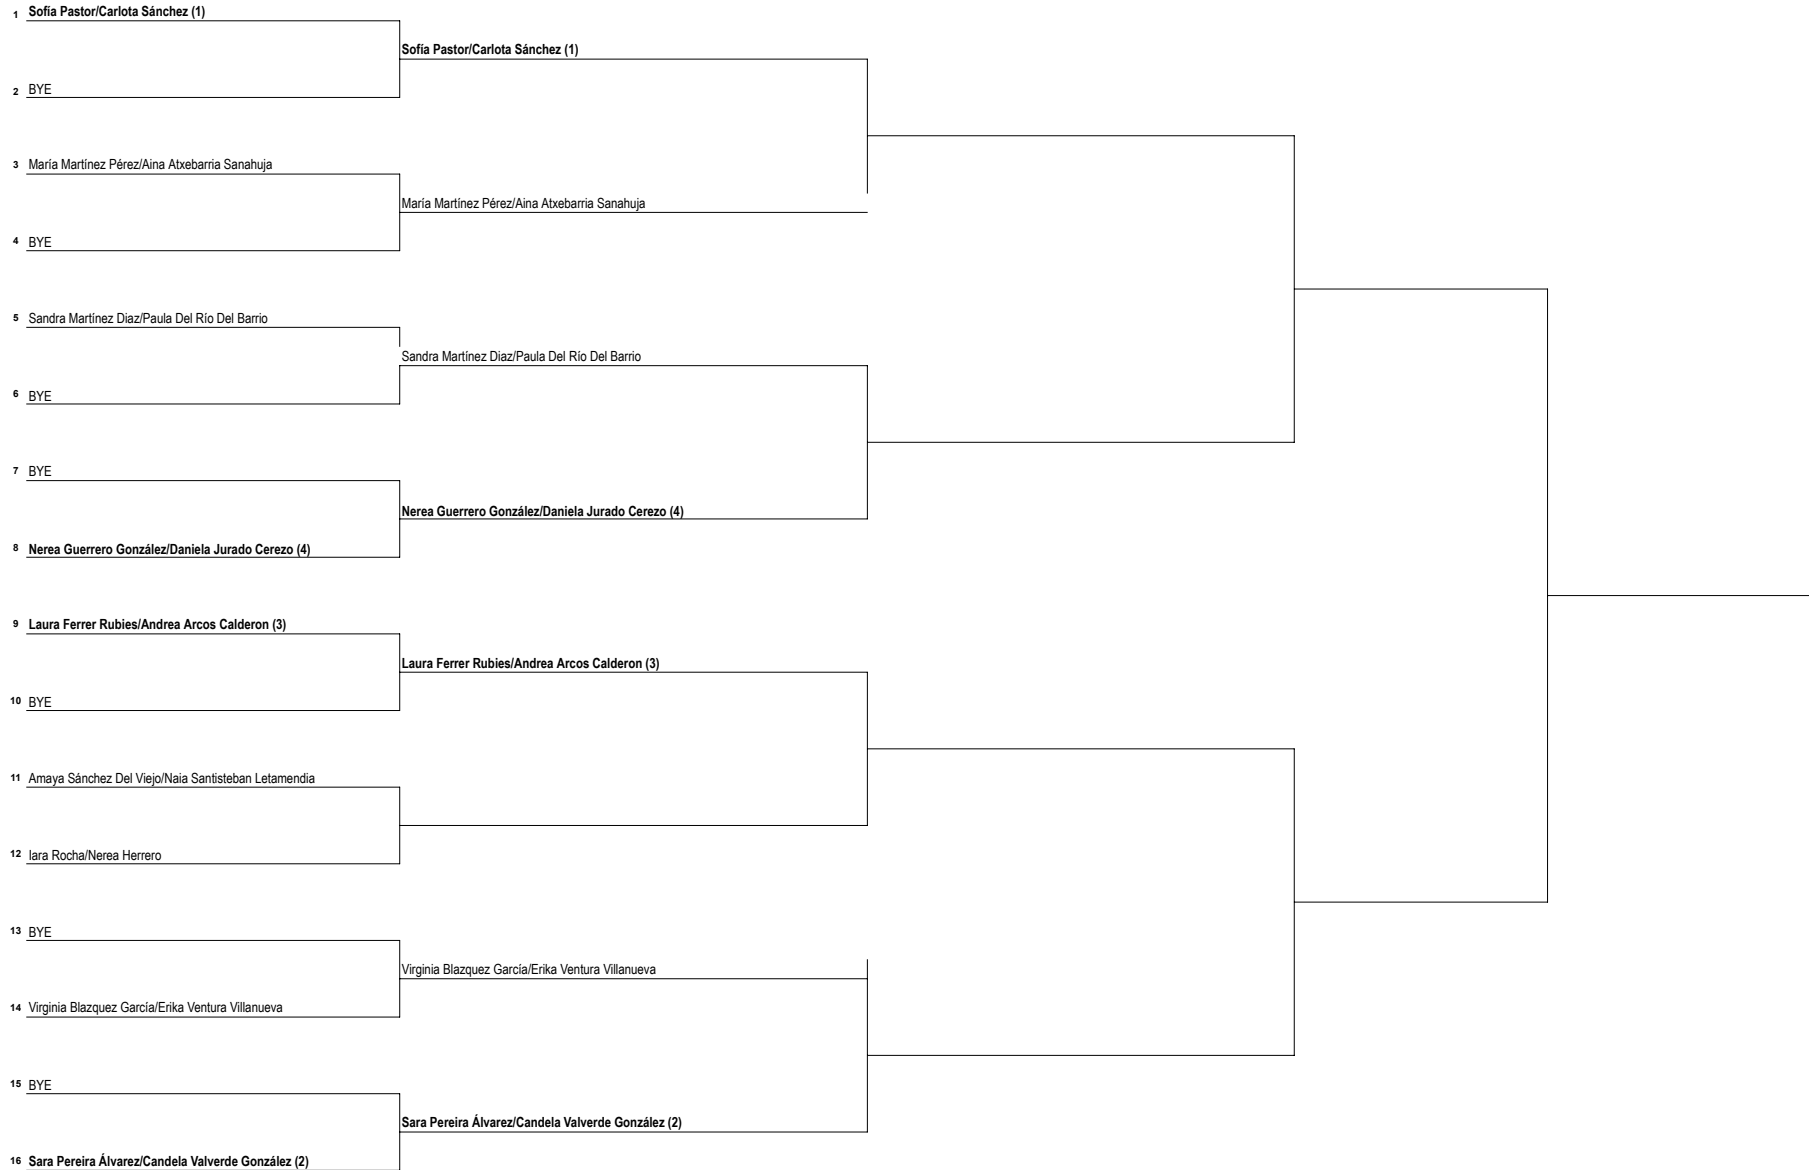 1 Sofía Pastor/Carlota Sánchez (1)
Sofía Pastor/Carlota Sánchez (1)
2 BYE
3 María Martínez Pérez/Aina Atxebarria Sanahuja
María Martínez Pérez/Aina Atxebarria Sanahuja
4 BYE
5 Sandra Martínez Diaz/Paula Del Río Del Barrio
Sandra Martínez Diaz/Paula Del Río Del Barrio
6 BYE
7 BYE
Nerea Guerrero González/Daniela Jurado Cerezo (4)
8 Nerea Guerrero González/Daniela Jurado Cerezo (4)
9 Laura Ferrer Rubies/Andrea Arcos Calderon (3)
Laura Ferrer Rubies/Andrea Arcos Calderon (3)
10 BYE
11 Amaya Sánchez Del Viejo/Naia Santisteban Letamendia
12 Iara Rocha/Nerea Herrero
13 BYE
Virginia Blazquez García/Erika Ventura Villanueva
14 Virginia Blazquez García/Erika Ventura Villanueva
15 BYE
Sara Pereira Álvarez/Candela Valverde González (2)
16 Sara Pereira Álvarez/Candela Valverde González (2)